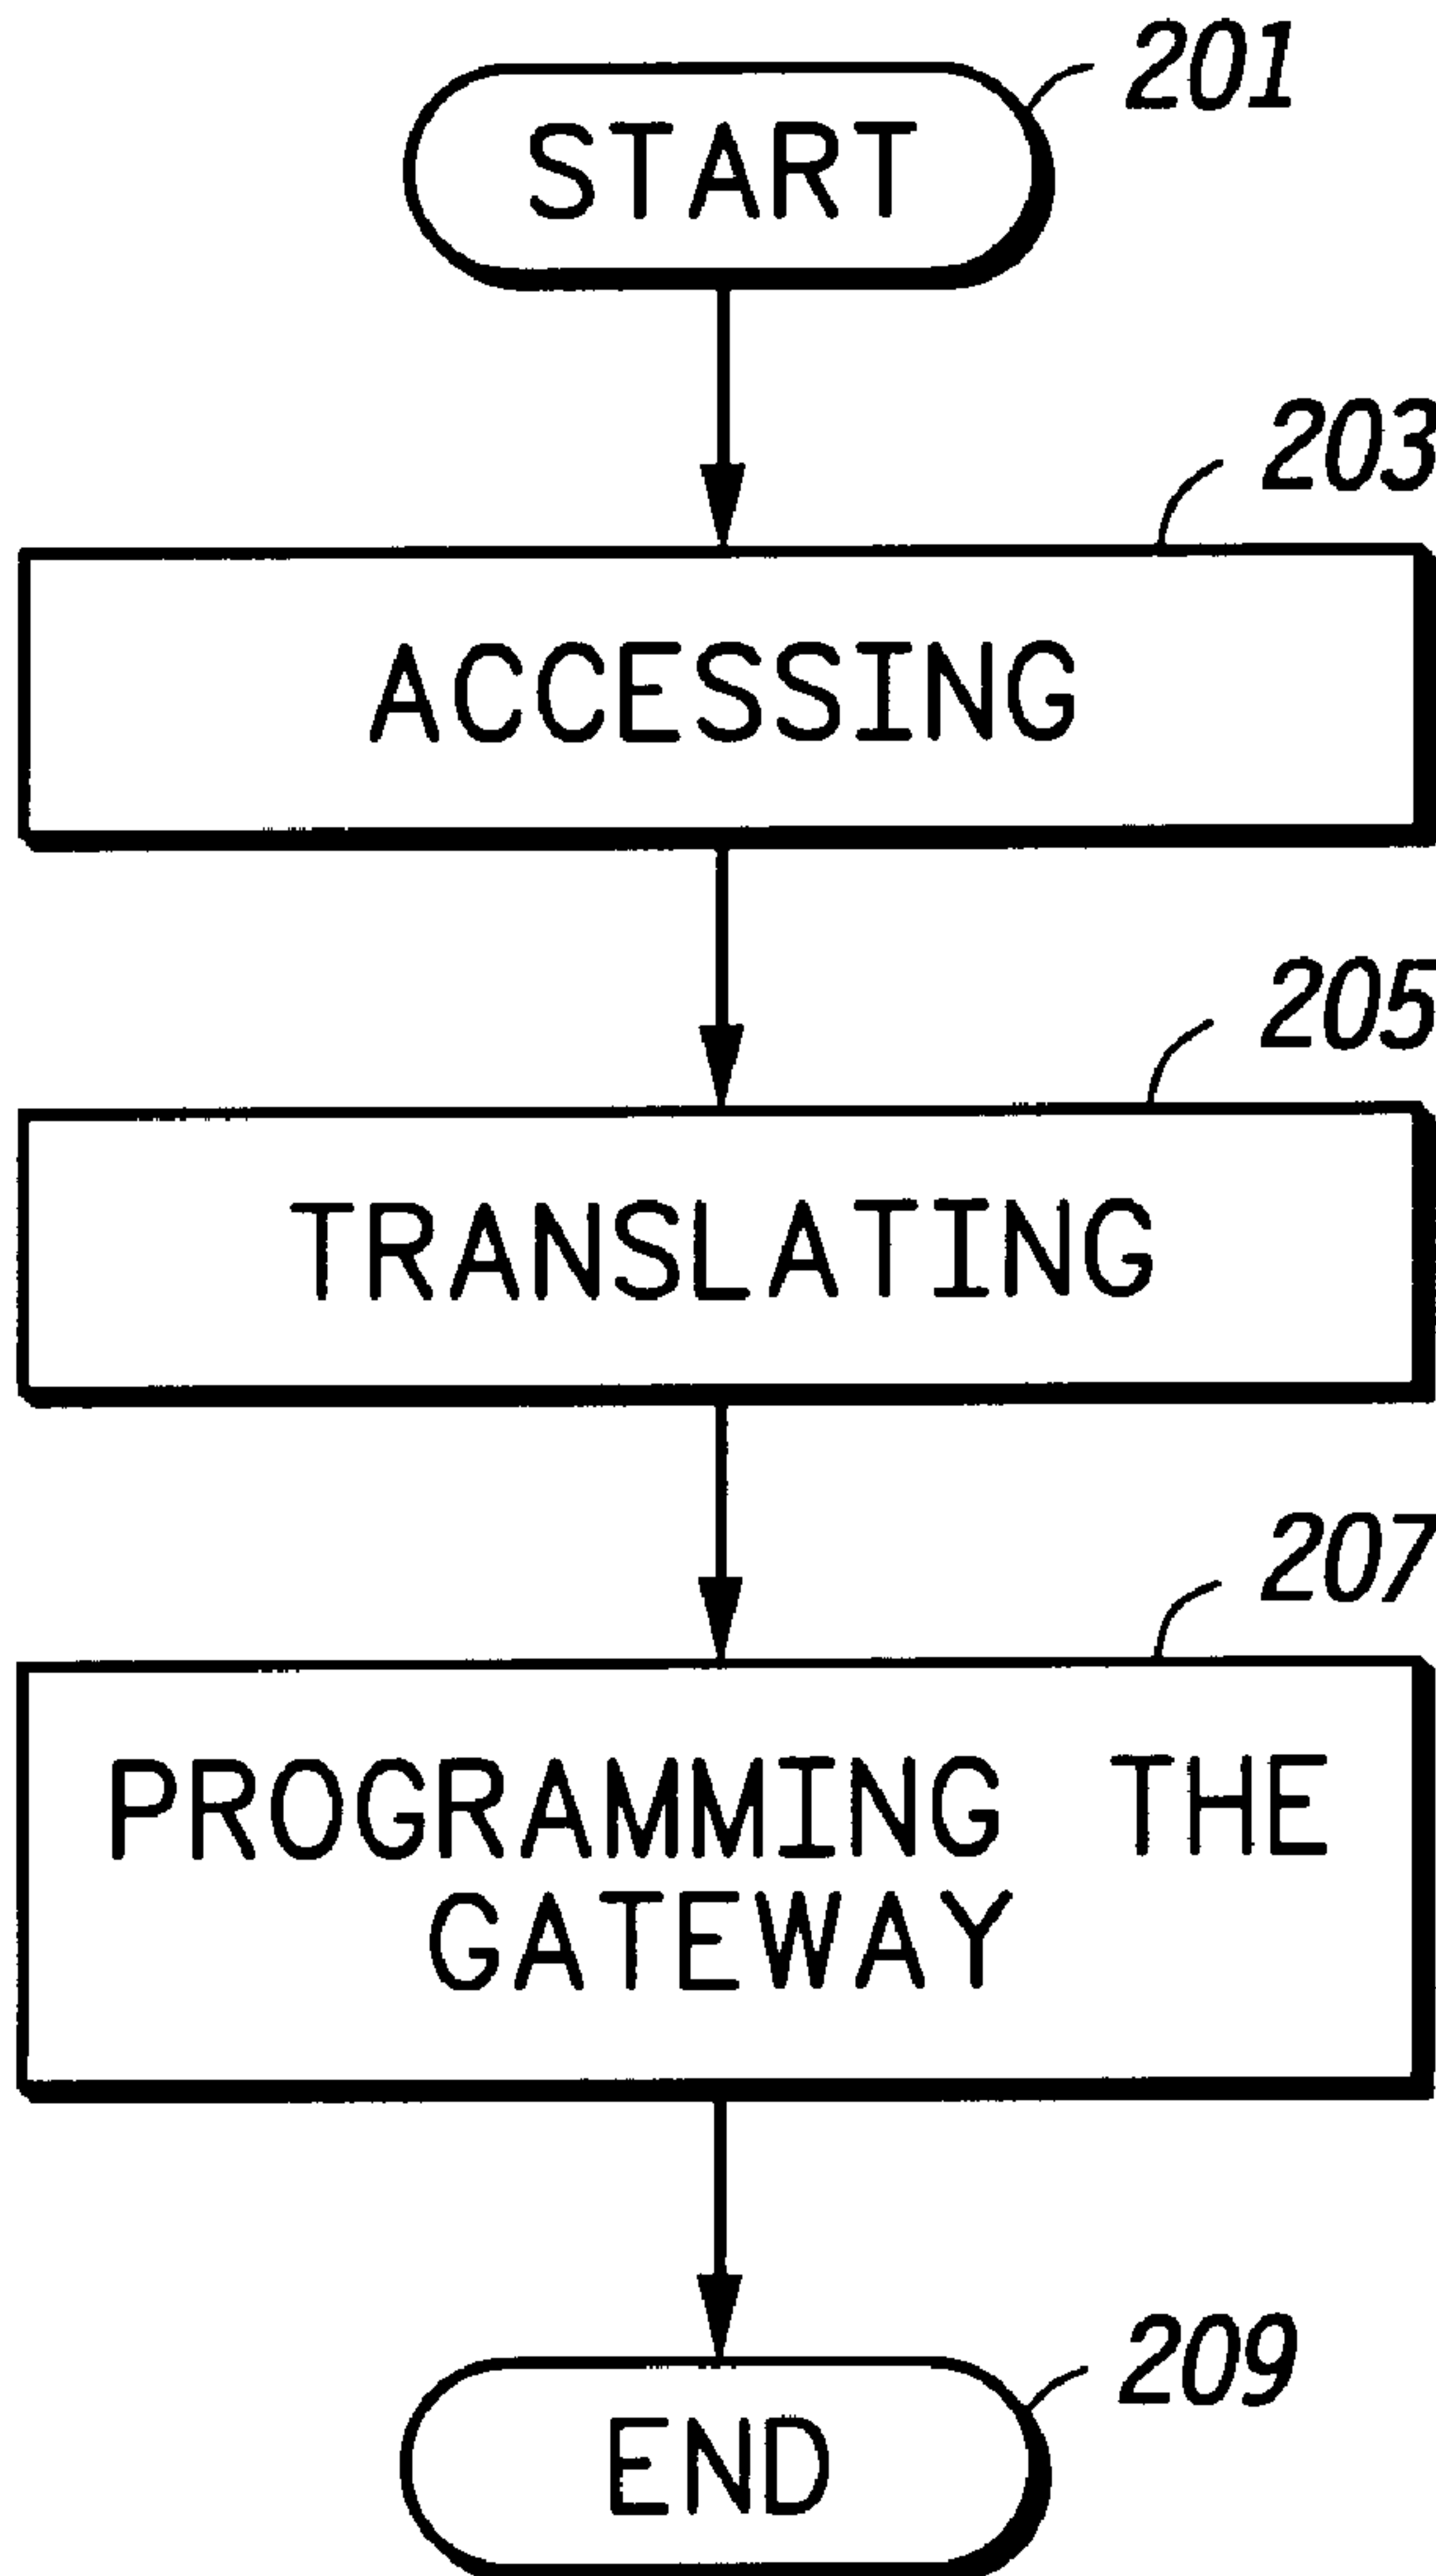 201
START
203
ACCESSING
205
TRANSLATING
207
PROGRAMMING THE
GATEWAY
209
END